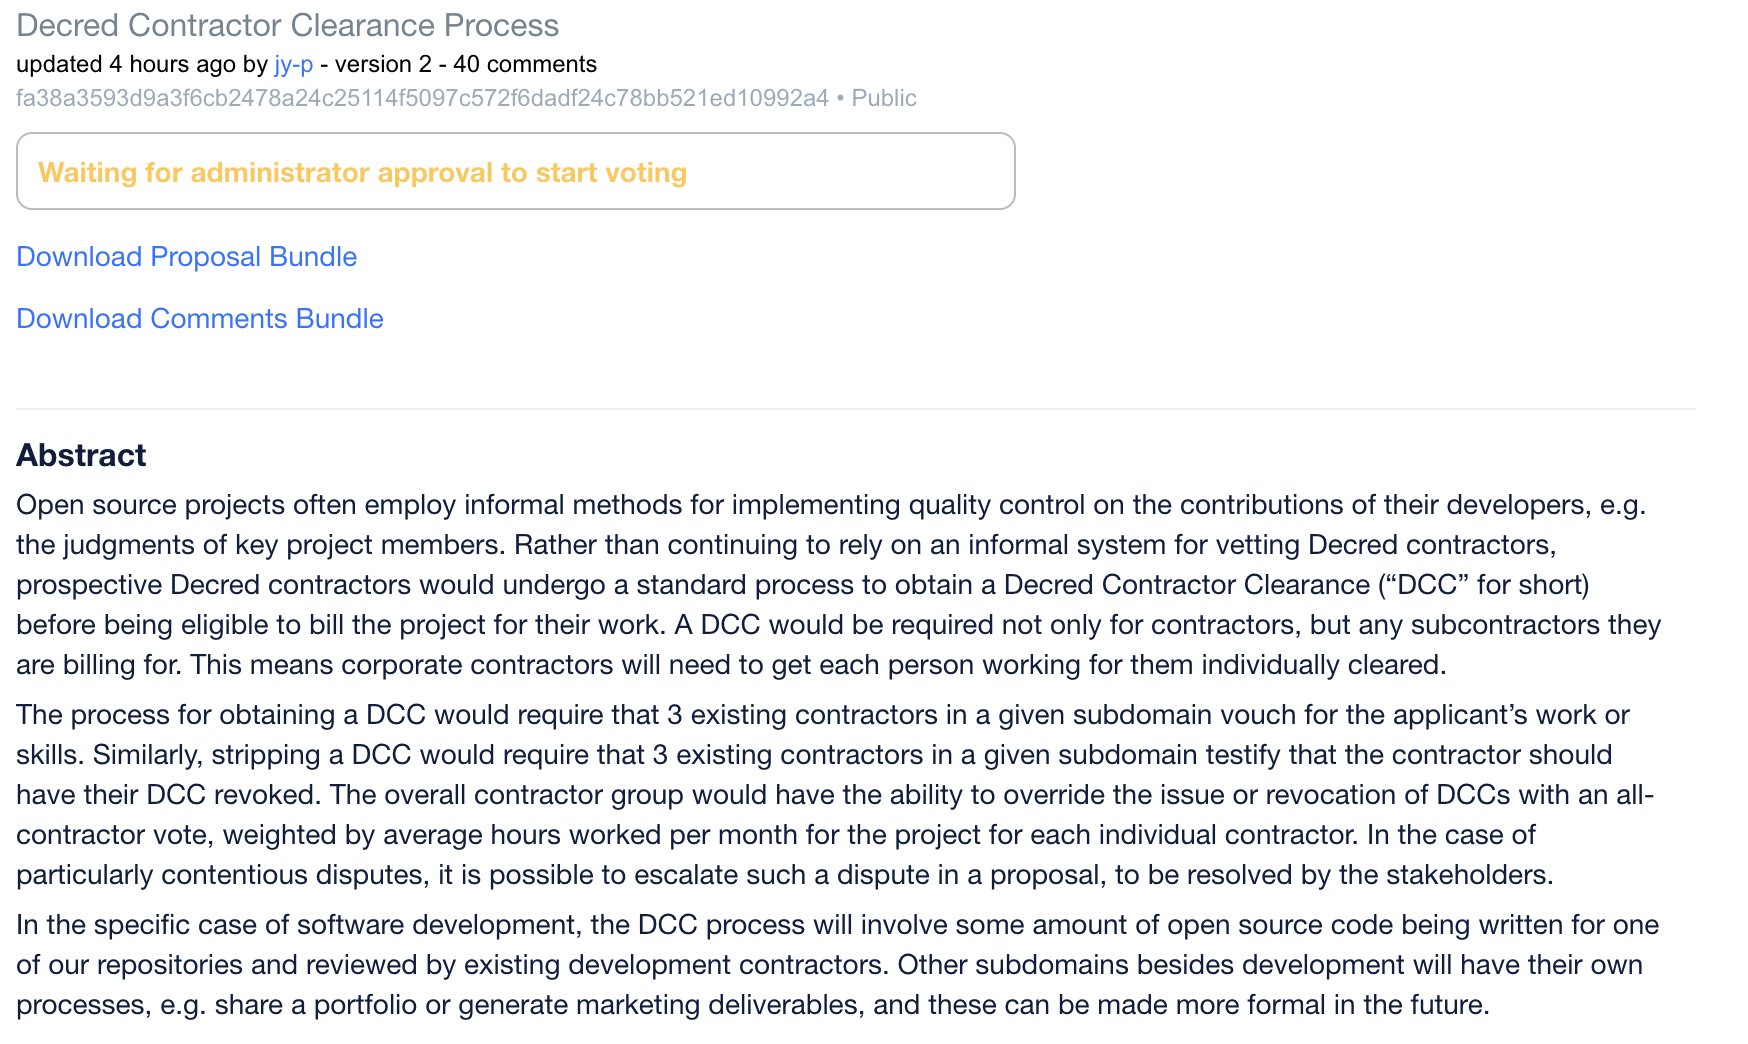 Decred Contractor Clearance Process
updated 4 hours ago by jy-p - version 2 - 40 comments
fa38a3593d9a3f6cb2478a24c25114f5097c572f6dadf24c78bb521ed10992a4 • Public
Waiting for administrator approval to start voting
Download Proposal Bundle
Download Comments Bundle
Abstract
Open source projects often employ informal methods for implementing quality control on the contributions of their developers, e.g.
the judgments of key project members. Rather than continuing to rely on an informal system for vetting Decred contractors,
prospective Decred contractors would undergo a standard process to obtain a Decred Contractor Clearance (“DCC” for short)
before being eligible to bill the project for their work. A DCC would be required not only for contractors, but any subcontractors they
are billing for. This means corporate contractors will need to get each person working for them individually cleared.
The process for obtaining a DCC would require that 3 existing contractors in a given subdomain vouch for the applicant’s work or
skills. Similarly, stripping a DCC would require that 3 existing contractors in a given subdomain testify that the contractor should
have their DCC revoked. The overall contractor group would have the ability to override the issue or revocation of DCCs with an all-
contractor vote, weighted by average hours worked per month for the project for each individual contractor. In the case of
particularly contentious disputes, it is possible to escalate such a dispute in a proposal, to be resolved by the stakeholders.
In the specific case of software development, the DCC process will involve some amount of open source code being written for one
of our repositories and reviewed by existing development contractors. Other subdomains besides development will have their own
processes, e.g. share a portfolio or generate marketing deliverables, and these can be made more formal in the future.